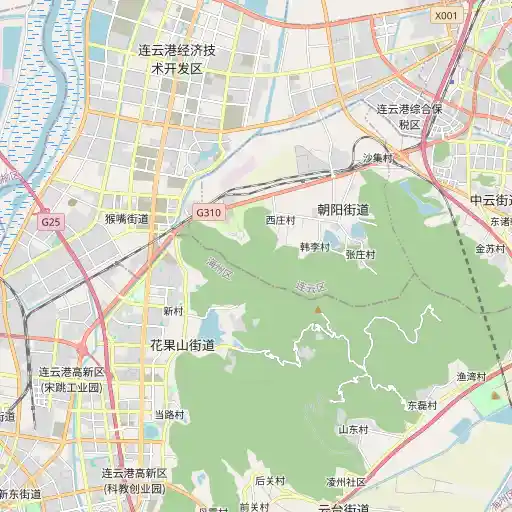 X001
连云港经济技
术开发区
连云港综合保
税区
沙集村
中云街道
G310
朝阳街道
G25
猴嘴街道
西庄村
东诸
韩李村
张庄村
金苏村
海州区
连云区
新村
花果山街道
连云港高新区
(宋跳工业园)
渔湾村
东磊村
当路村
街道
山东村
连云港高新区
(科教创业园)
后关村
凌州社区
新东街道
前关村
云台街道